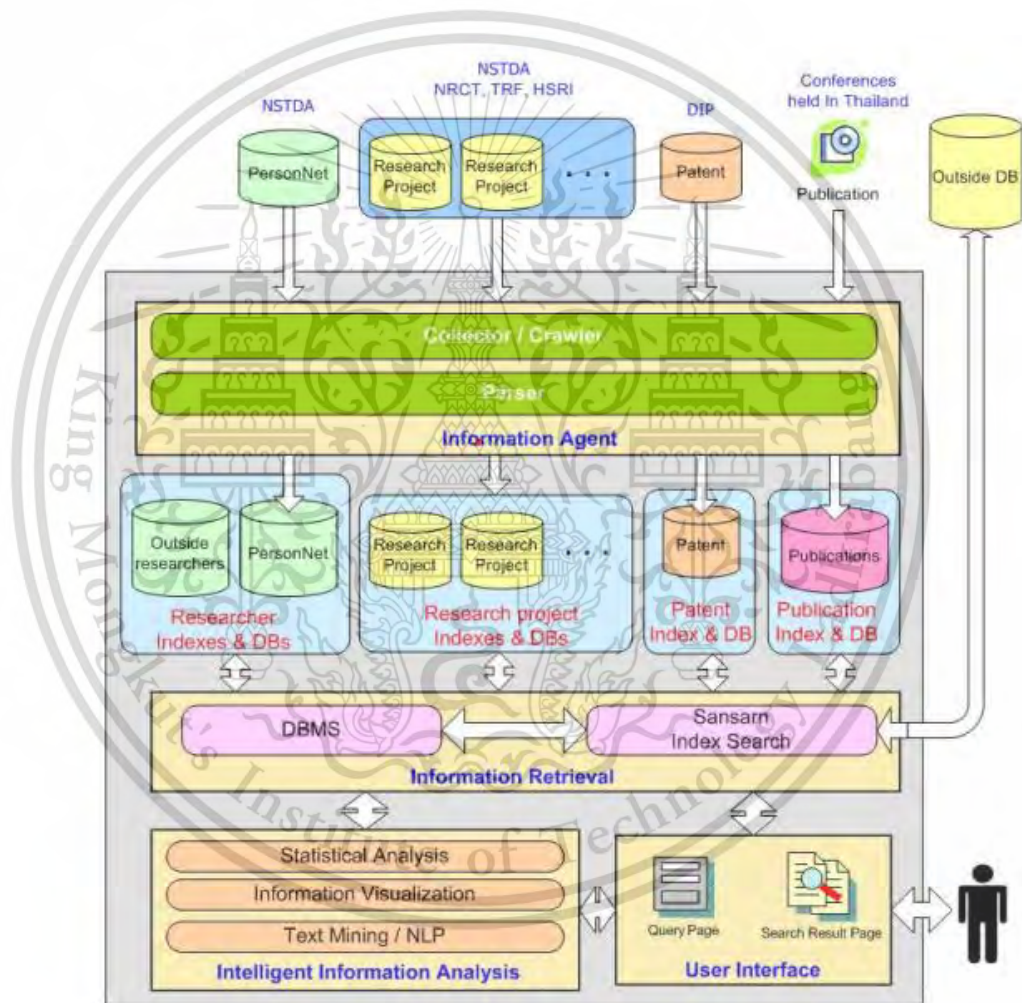 NSTDA
NSTDA
NRCT, TRF, HSRI
DIP
Conferences
held In Thailand
PersonNet
Research
Project
Research
Project
. . .
Patent
Publication
Outside DB
Collector / Crawler
Parser
Information Agent
Outside
researchers
PersonNet
Researcher
Indexes & DBs
Research
Project
Research
Project
. . .
Research project
Indexes & DBs
Patent
Patent
Index & DB
Publications
Publication
Index & DB
DBMS
Sansarn
Index Search
Information Retrieval
Statistical Analysis
Information Visualization
Text Mining / NLP
Intelligent Information Analysis
Query Page
Search Result Page
User Interface
King Mongkut's Institute of Technology